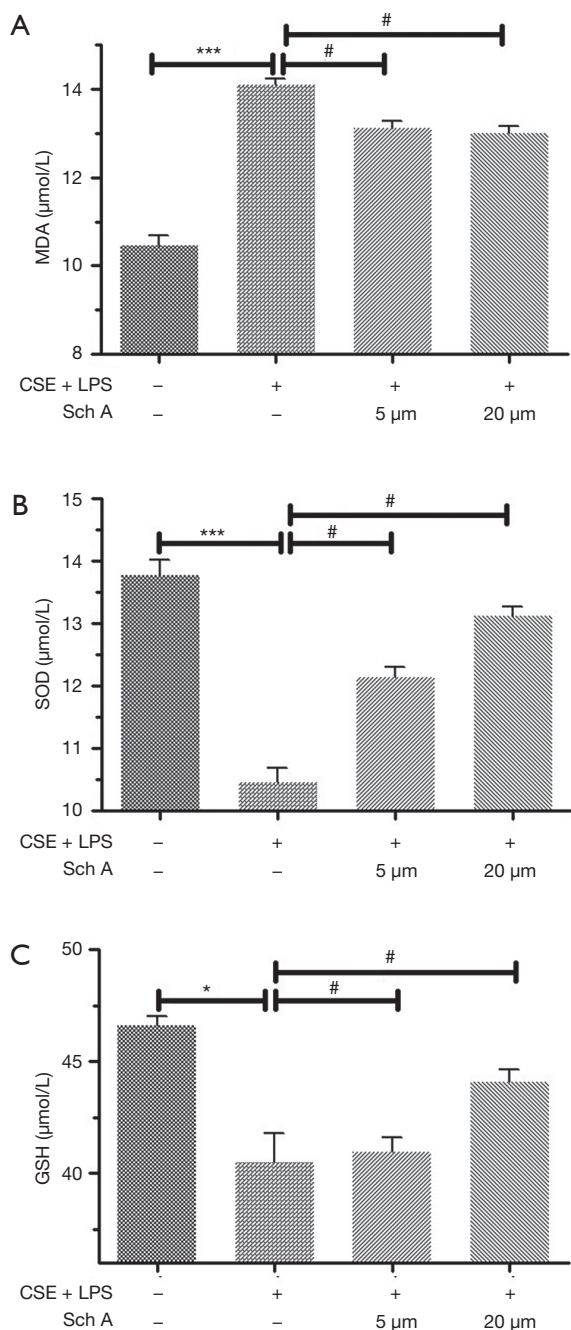 A
#
*** #
14
12
10
8
MDA (µmol/L)
CSE + LPS – + + +
Sch A – – 5 µm 20 µm
B
15
#
*** #
14
13
12
11
10
SOD (µmol/L)
CSE + LPS – + + +
Sch A – – 5 µm 20 µm
C
50
#
* #
45
40
GSH (µmol/L)
CSE + LPS – + + +
Sch A – – 5 µm 20 µm